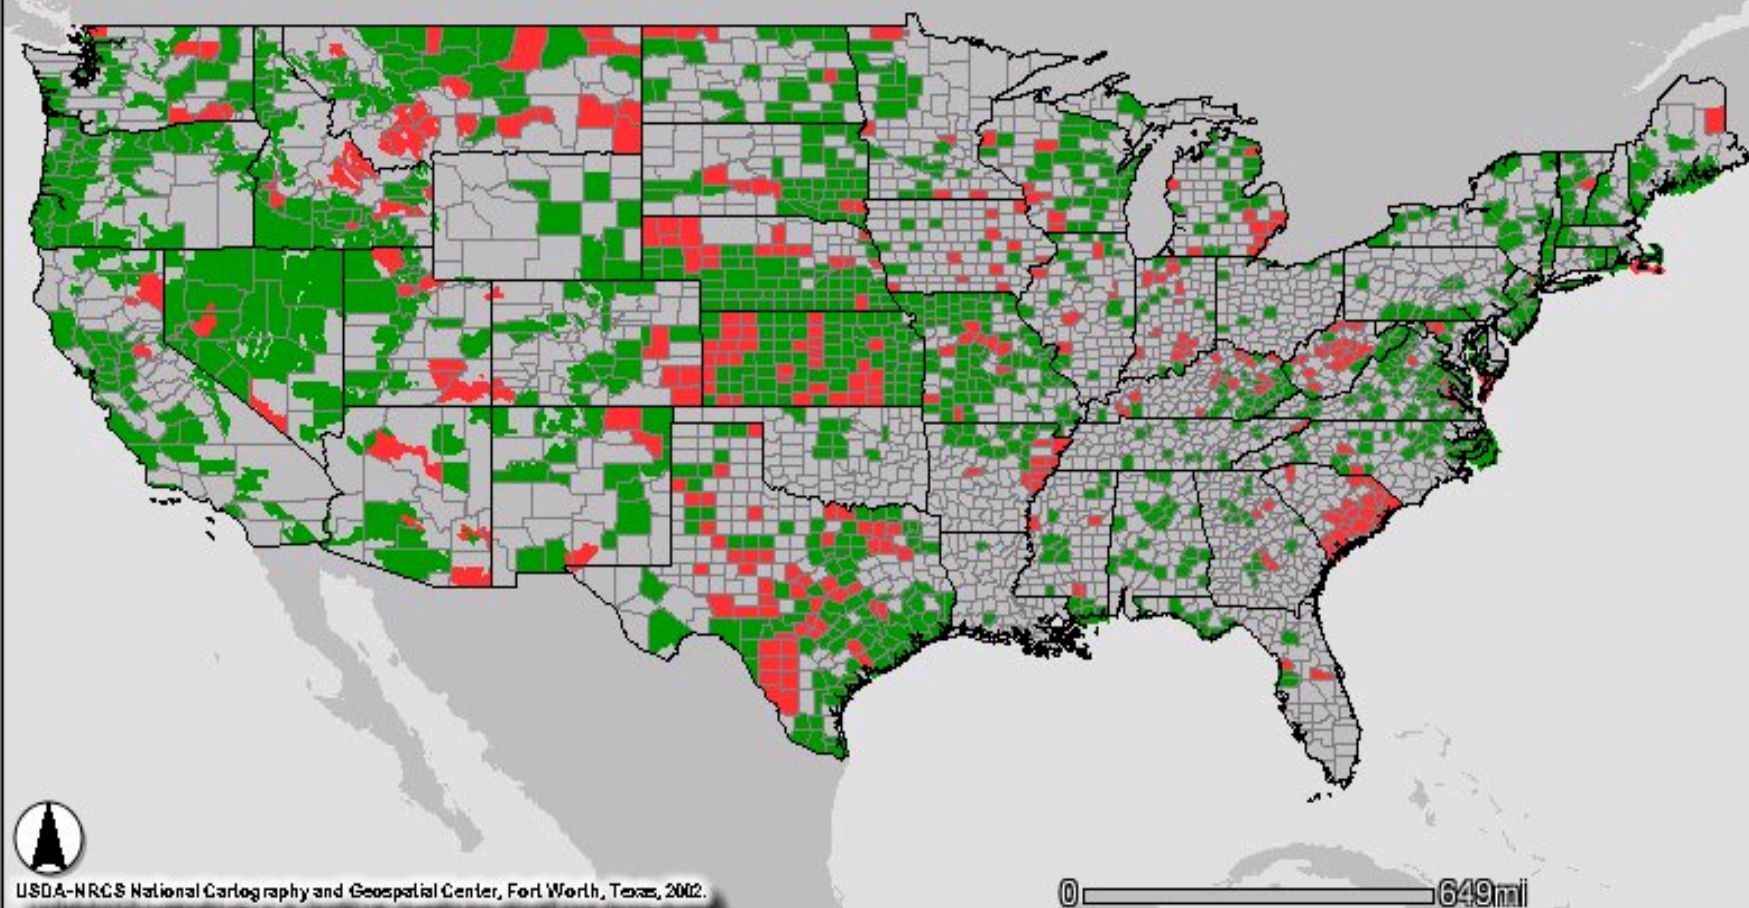 USDA-NRCS National Cartography and Geospatial Center, Fort Worth, Texas, 2002.
0 649mi